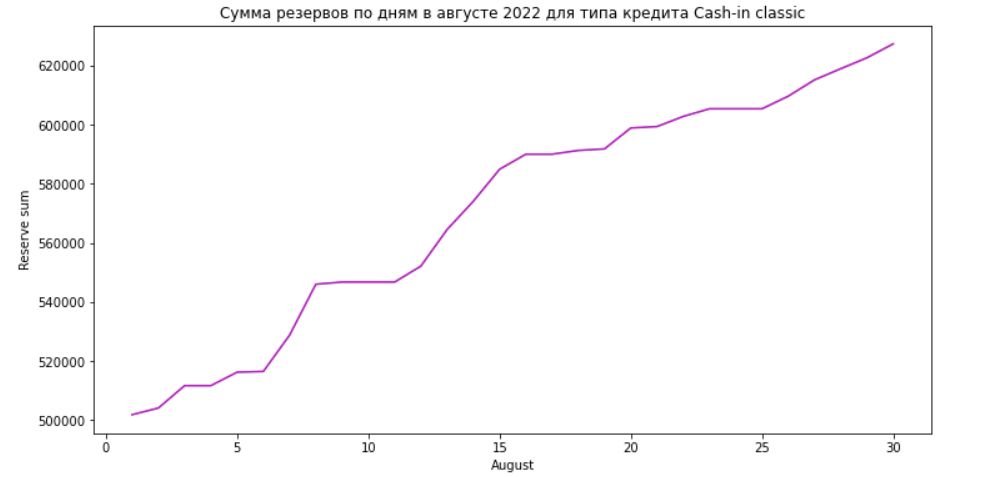 Сумма резервов по дням в августе 2022 для типа кредита Cash-in classic
620000
600000
580000
560000
540000
520000
500000
Reserve sum
0 5 10 15 20 25 30
August